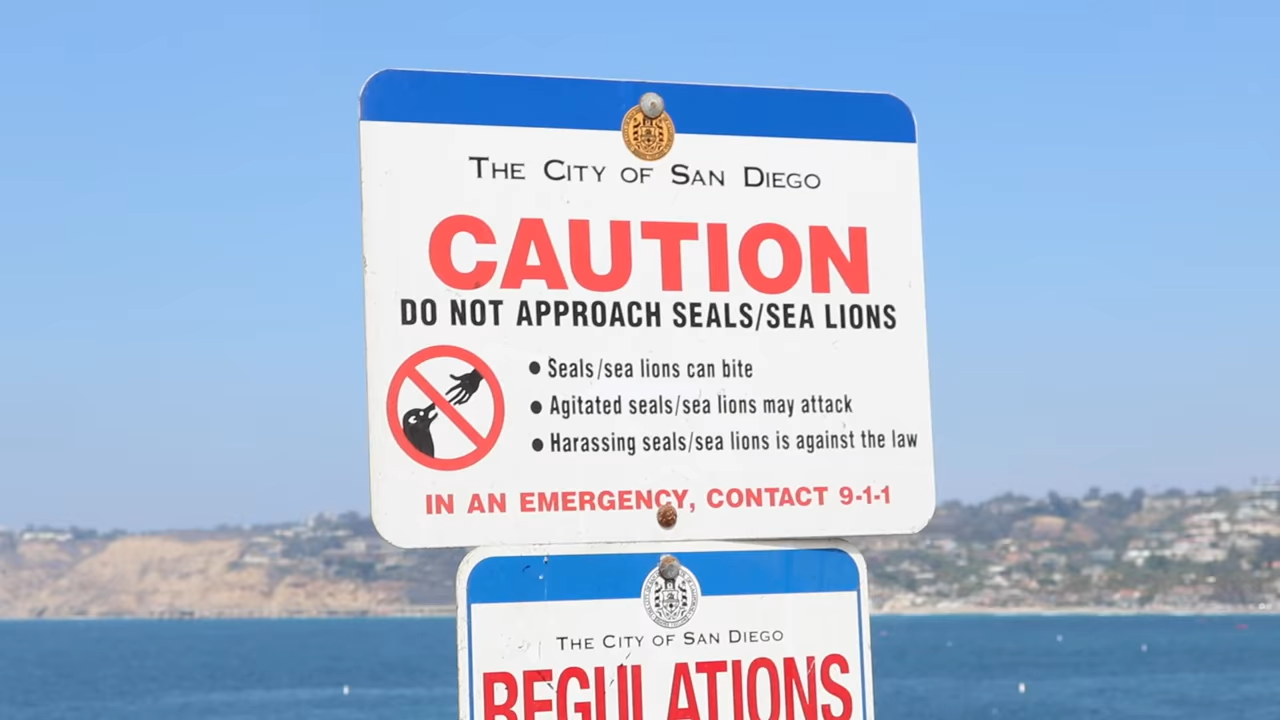 THE CITY OF SAN DIEGO
CAUTION
DO NOT APPROACH SEALS/SEA LIONS
● Seals/sea lions can bite
● Agitated seals/sea lions may attack
● Harassing seals/sea lions is against the law
IN AN EMERGENCY, CONTACT 9-1-1
THE CITY OF SAN DIEGO
REGULATIONS